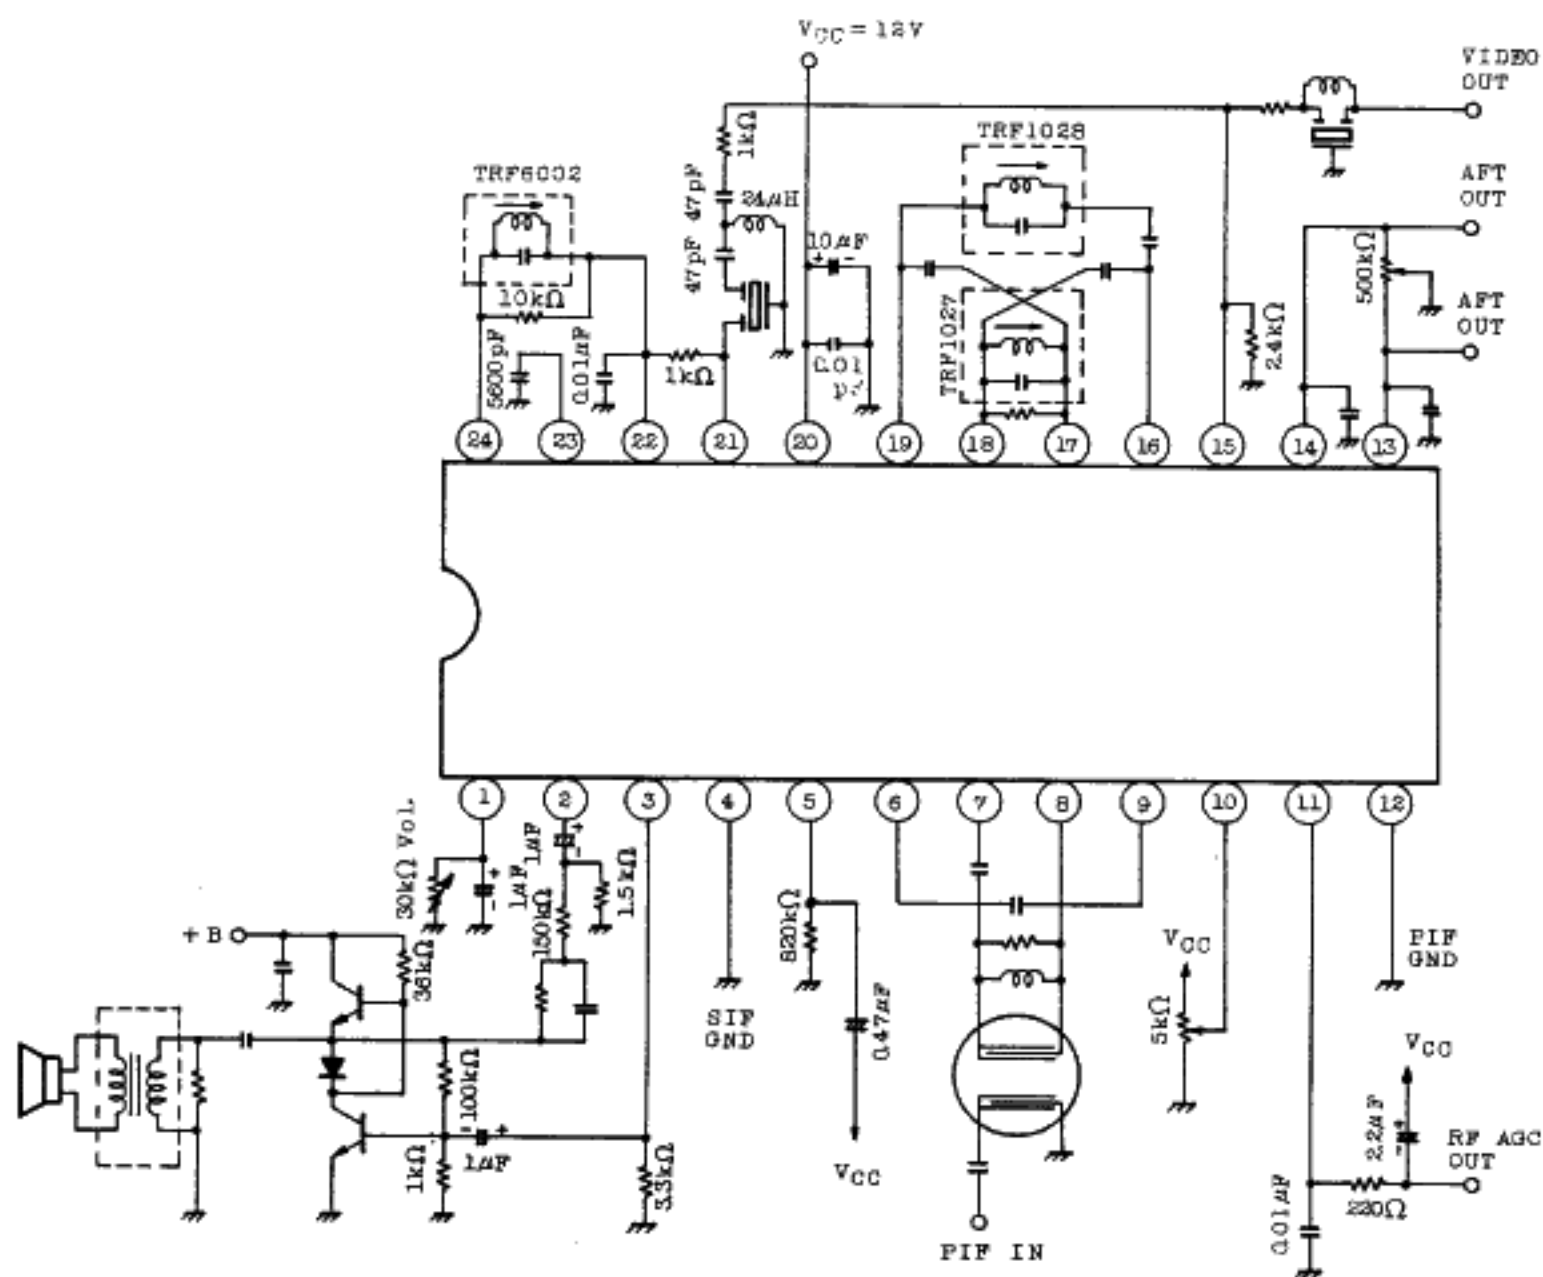 VCC = 12V
VIDEO
OUT
TRF1028
1kΩ
AFT
OUT
TRF6002
47pF
24μH
10μF
+ -
500kΩ
47pF
10kΩ
TRF1027
AFT
OUT
5600pF
0.01μF
1kΩ
0.01
2.4kΩ
24
23
22
21
20
19
18
17
16
15
14
13
1
2
3
4
5
6
7
8
9
10
11
12
30kΩ Vol.
+
-
1μF
1μF
+
-
150kΩ
1.5kΩ
820kΩ
+ B
36kΩ
VCC
PIF
GND
SIF
GND
0.47μF
5kΩ
VCC
100kΩ
2.2μF
+
-
RF AGC
OUT
1kΩ
- +
1μF
3.3kΩ
VCC
0.01μF
220Ω
PIF IN